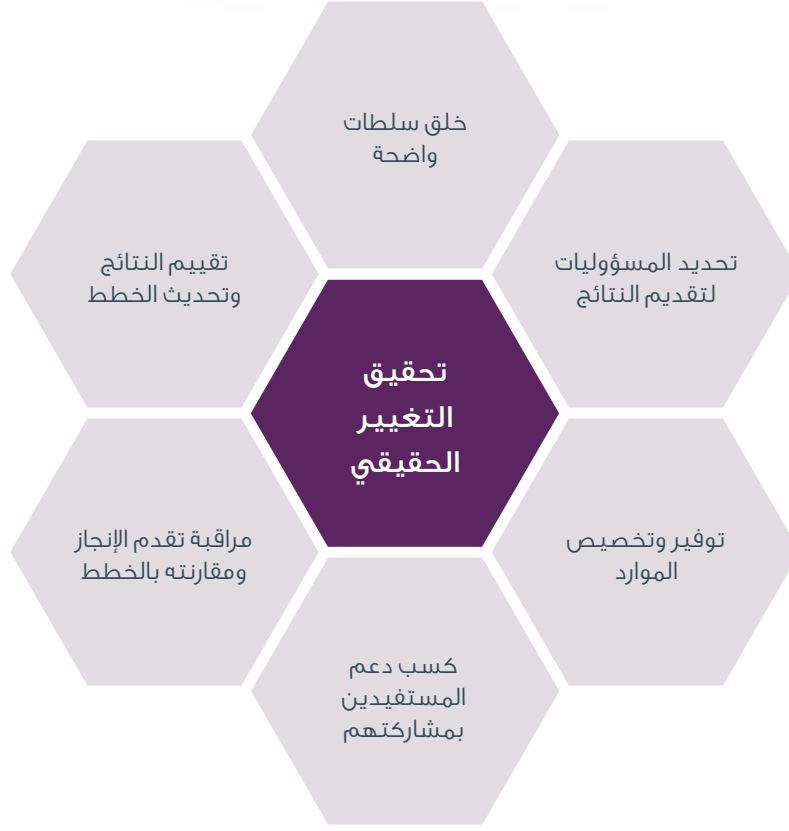 خلق سلطات
واضحة
تحديد المسؤوليات
لتقديم النتائج
تقييم النتائج
وتحديث الخطط
تحقيق
التغيير
الحقيقي
توفير وتخصيص
الموارد
مراقبة تقدم الإنجاز
ومقارنته بالخطط
كسب دعم
المستفيدين
بمشاركتهم